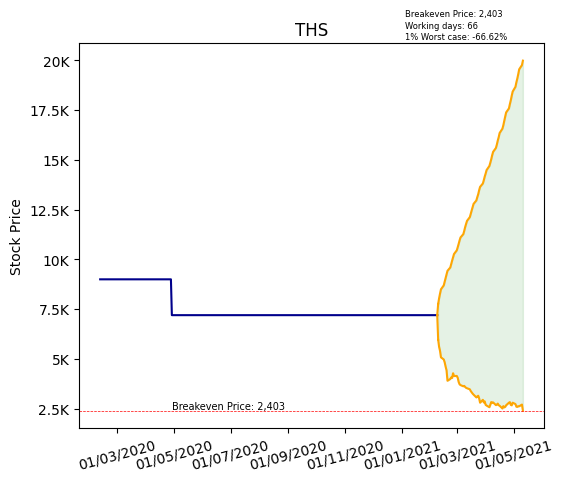 Breakeven Price: 2,403
Working days: 66
1% Worst case: -66.62%
THS
Stock Price
20K
17.5K
15K
12.5K
10K
7.5K
5K
2.5K
Breakeven Price: 2,403
01/03/2020
01/05/2020
01/07/2020
01/09/2020
01/11/2020
01/01/2021
01/03/2021
01/05/2021